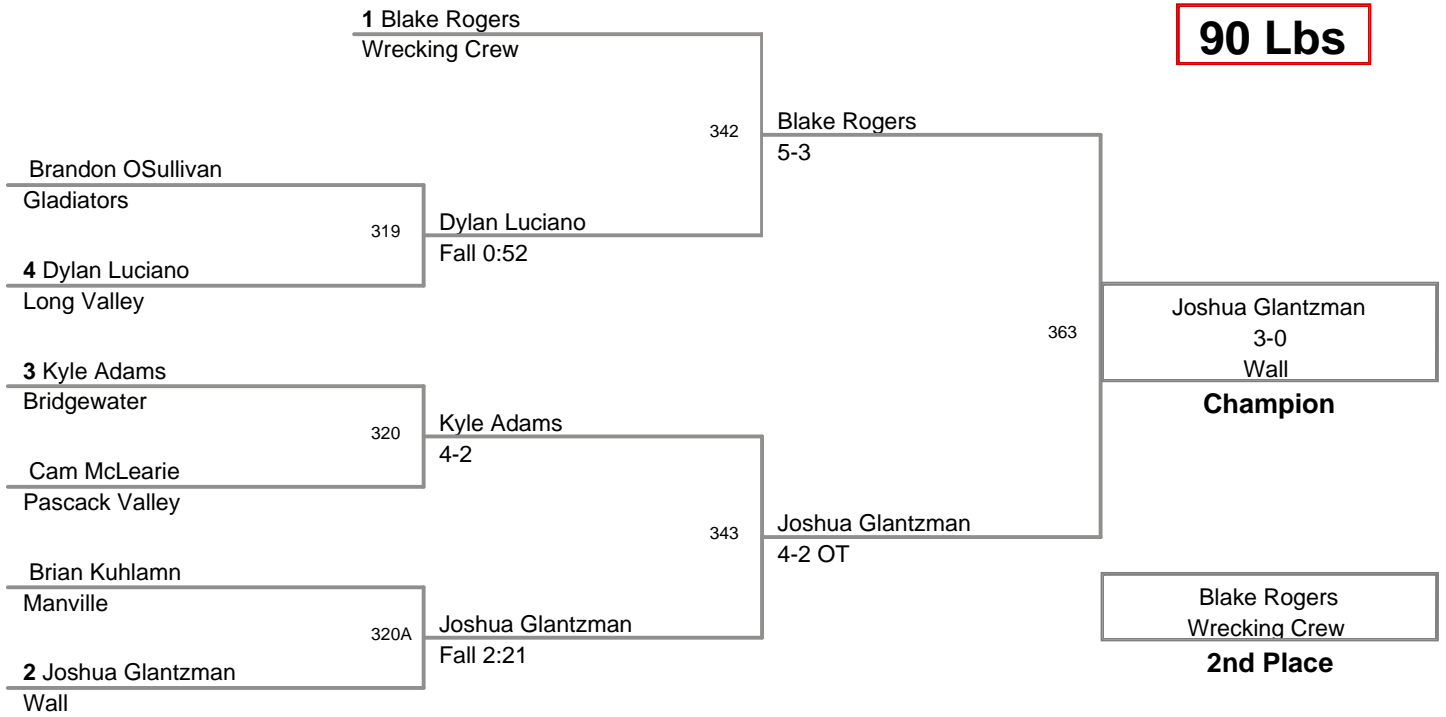 1 Blake Rogers
Wrecking Crew
90 Lbs
342
Blake Rogers
5-3
Brandon OSullivan
Gladiators
319
Dylan Luciano
Fall 0:52
4 Dylan Luciano
Long Valley
363
Joshua Glantzman
3-0
Wall
Champion
3 Kyle Adams
Bridgewater
320
Kyle Adams
4-2
Cam McLearie
Pascack Valley
343
Joshua Glantzman
4-2 OT
Brian Kuhlamn
Manville
320A
Joshua Glantzman
Fall 2:21
2 Joshua Glantzman
Wall
Blake Rogers
Wrecking Crew
2nd Place